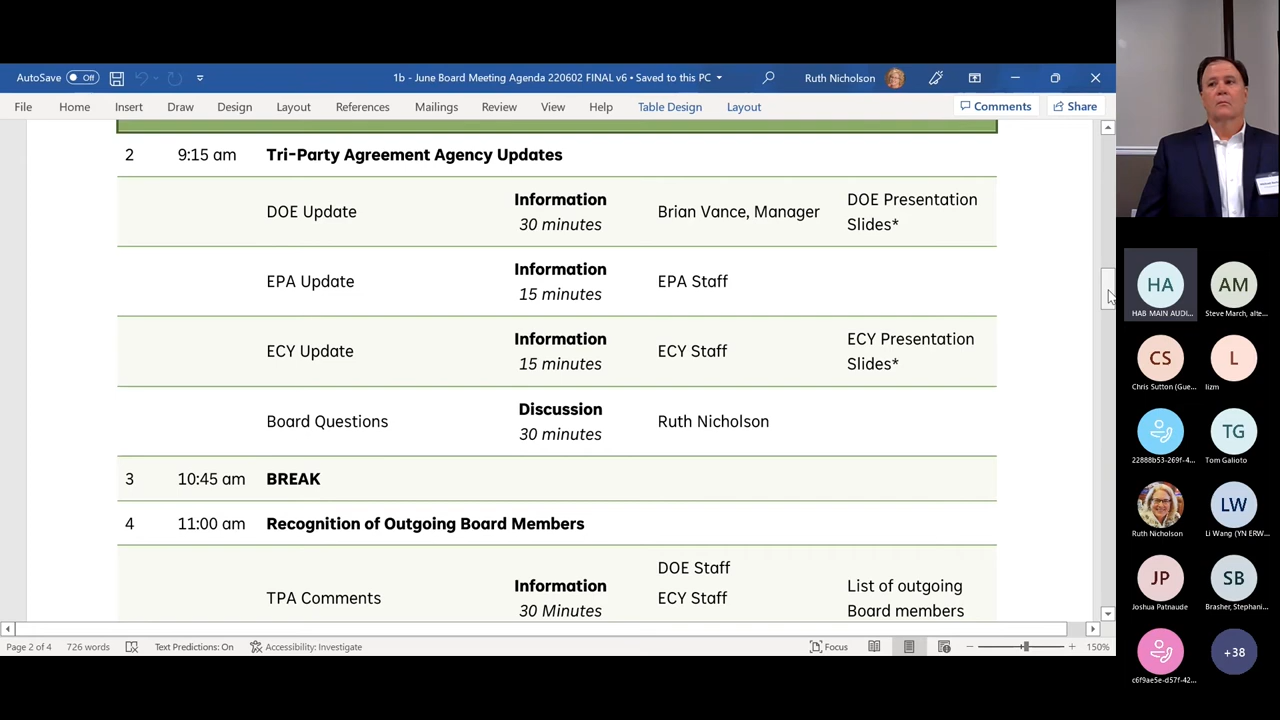 AutoSave Off 1b - June Board Meeting Agenda 220602 FINAL v6 • Saved to this PC Ruth Nicholson
File Home Insert Draw Design Layout References Mailings Review View Help Table Design Layout Comments Share
2 9:15 am Tri-Party Agreement Agency Updates
DOE Update Information 30 minutes Brian Vance, Manager DOE Presentation Slides*
EPA Update Information 15 minutes EPA Staff
ECY Update Information 15 minutes ECY Staff ECY Presentation Slides*
Board Questions Discussion 30 minutes Ruth Nicholson
3 10:45 am BREAK
4 11:00 am Recognition of Outgoing Board Members
TPA Comments Information 30 Minutes DOE Staff ECY Staff List of outgoing Board members
Page 2 of 4 726 words Text Predictions: On Accessibility: Investigate Focus 150%
HA AM
HAB MAIN AUDI... Steve March, alte...
CS L
Chris Sutton (Gue... lizm
TG
22888b53-269f-4... Tom Galioto
LW
Ruth Nicholson Li Wang (YN ERW...
JP SB
Joshua Patnaude Brasher, Stephani...
+38
c6f9ae5e-d57f-42...